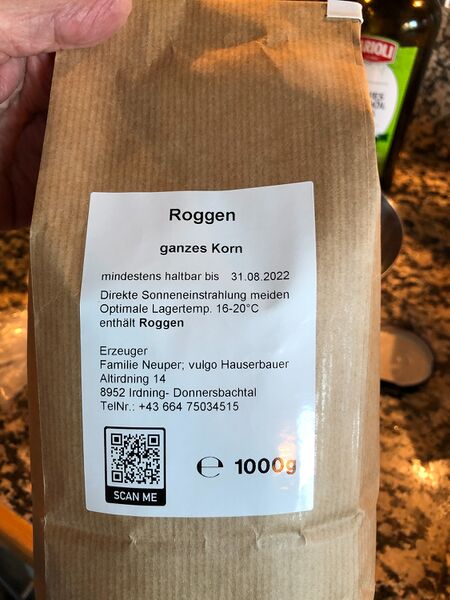 ARIOLI
Roggen
ganzes Korn
mindestens haltbar bis 31.08.2022
Direkte Sonneneinstrahlung meiden
Optimale Lagertemp. 16-20°C
enthält Roggen
Erzeuger
Familie Neuper; vulgo Hauserbauer
Altirdning 14
8952 Irdning- Donnersbachtal
TelNr.: +43 664 75034515
SCAN ME
℮ 1000g